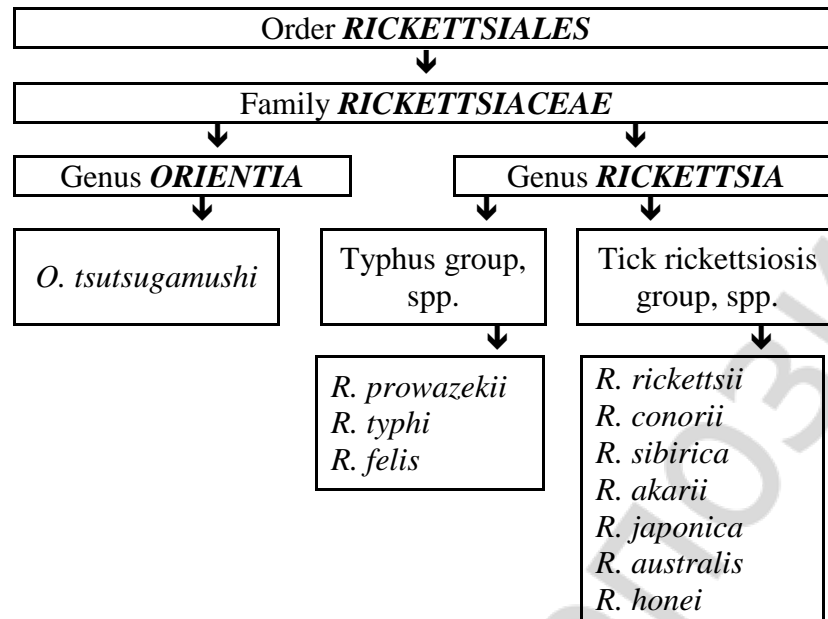 Order RICKETTSIALES
Family RICKETTSIACEAE
Genus ORIENTIA
Genus RICKETTSIA
O. tsutsugamushi
Typhus group,
spp.
Tick rickettsiosis
group, spp.
R. prowazekii
R. typhi
R. felis
R. rickettsii
R. conorii
R. sibirica
R. akarii
R. japonica
R. australis
R. honei